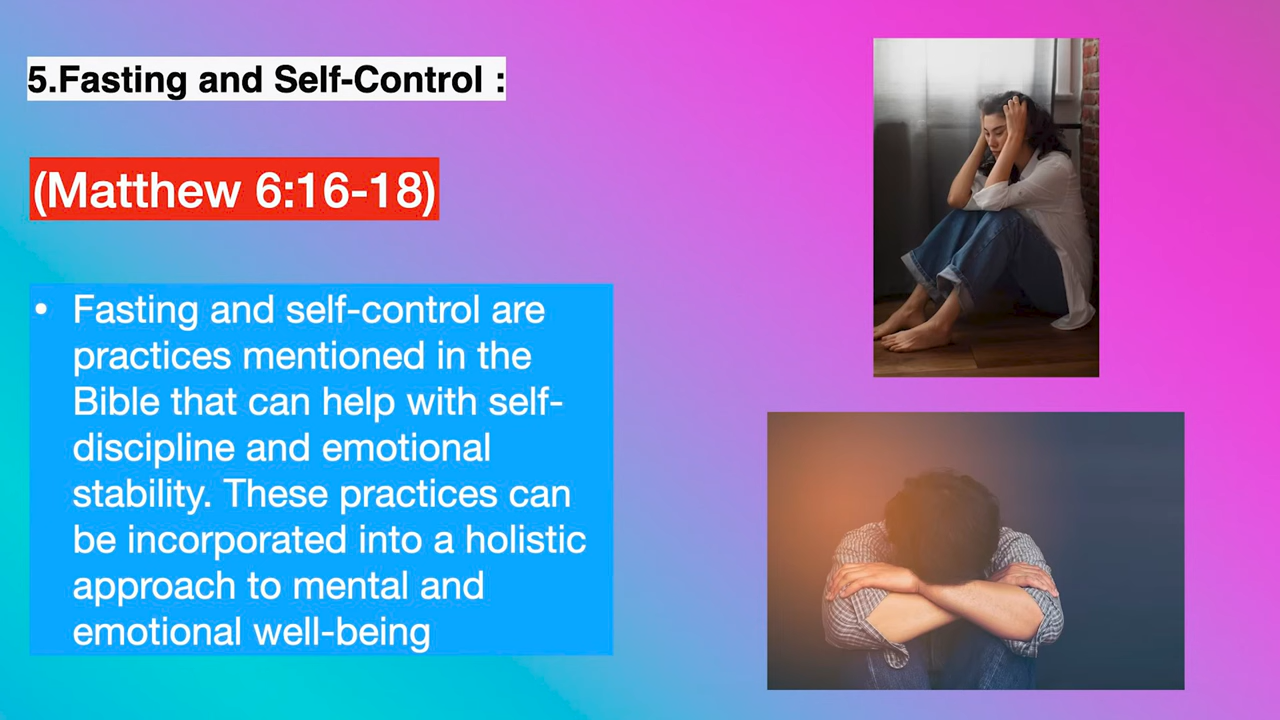 5.Fasting and Self-Control :
(Matthew 6:16-18)
• Fasting and self-control are
practices mentioned in the
Bible that can help with self-
discipline and emotional
stability. These practices can
be incorporated into a holistic
approach to mental and
emotional well-being